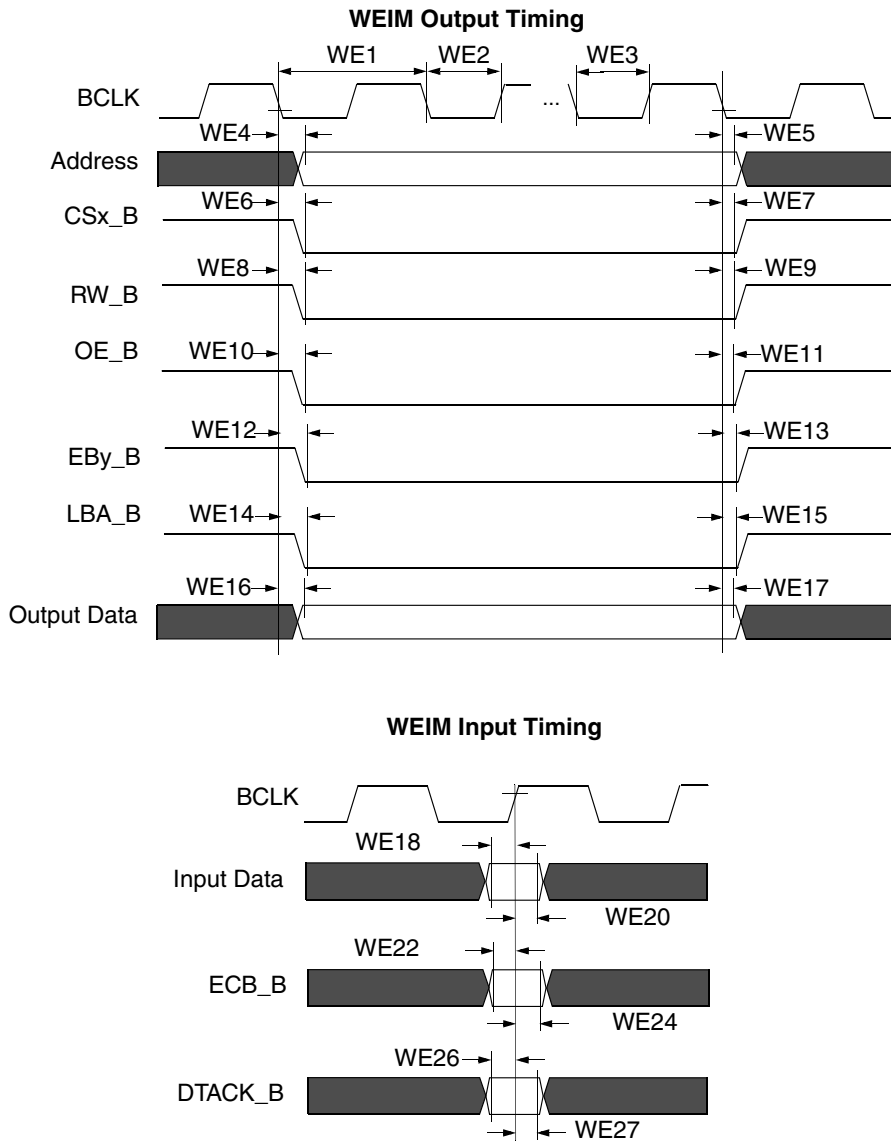 WEIM Output Timing
WE1 WE2 WE3
BCLK ...
WE4 WE5
Address
WE6 WE7
CSx_B
WE8 WE9
RW_B
OE_B WE10 WE11
WE12 WE13
EBy_B
LBA_B WE14 WE15
WE16 WE17
Output Data
WEIM Input Timing
BCLK
WE18
Input Data
WE20
WE22
ECB_B
WE24
WE26
DTACK_B
WE27